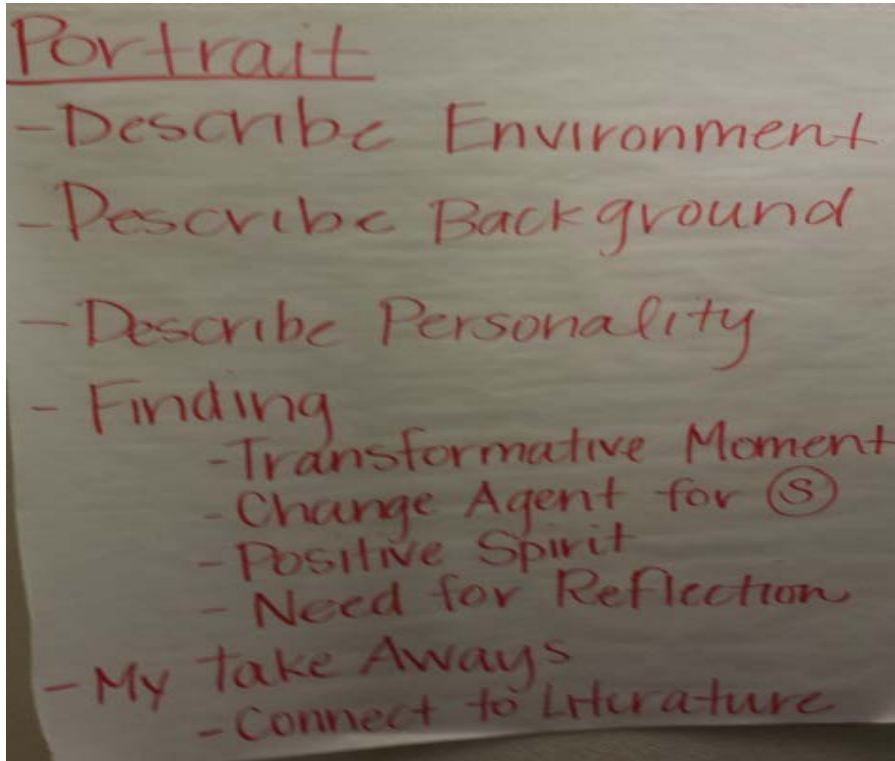 Portrait
- Describe Environment
- Describe Background
- Describe Personality
- Finding
- Transformative Moment
- Change Agent for Ⓢ
- Positive Spirit
- Need for Reflection
- My take Aways
- Connect to Literature